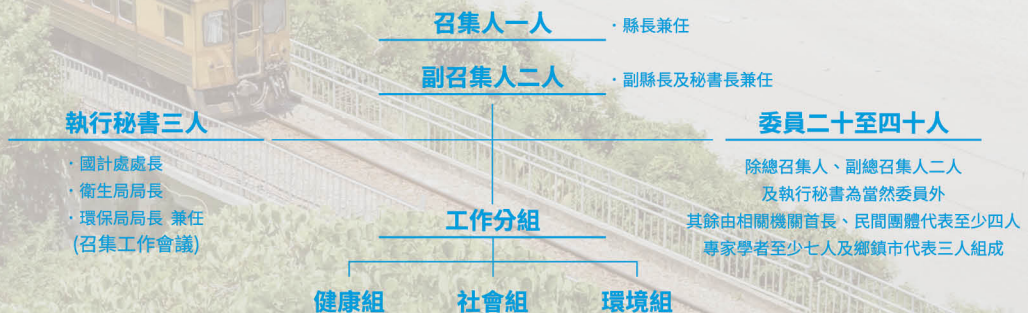 召集人一人
·縣長兼任
副召集人二人
·副縣長及秘書長兼任
執行秘書三人
·國計處處長
·衛生局局長
·環保局局長 兼任
(召集工作會議)
委員二十至四十人
除總召集人、副總召集人二人
及執行秘書為當然委員外
其餘由相關機關首長、民間團體代表至少四人
專家學者至少七人及鄉鎮市代表三人組成
工作分組
健康組
社會組
環境組